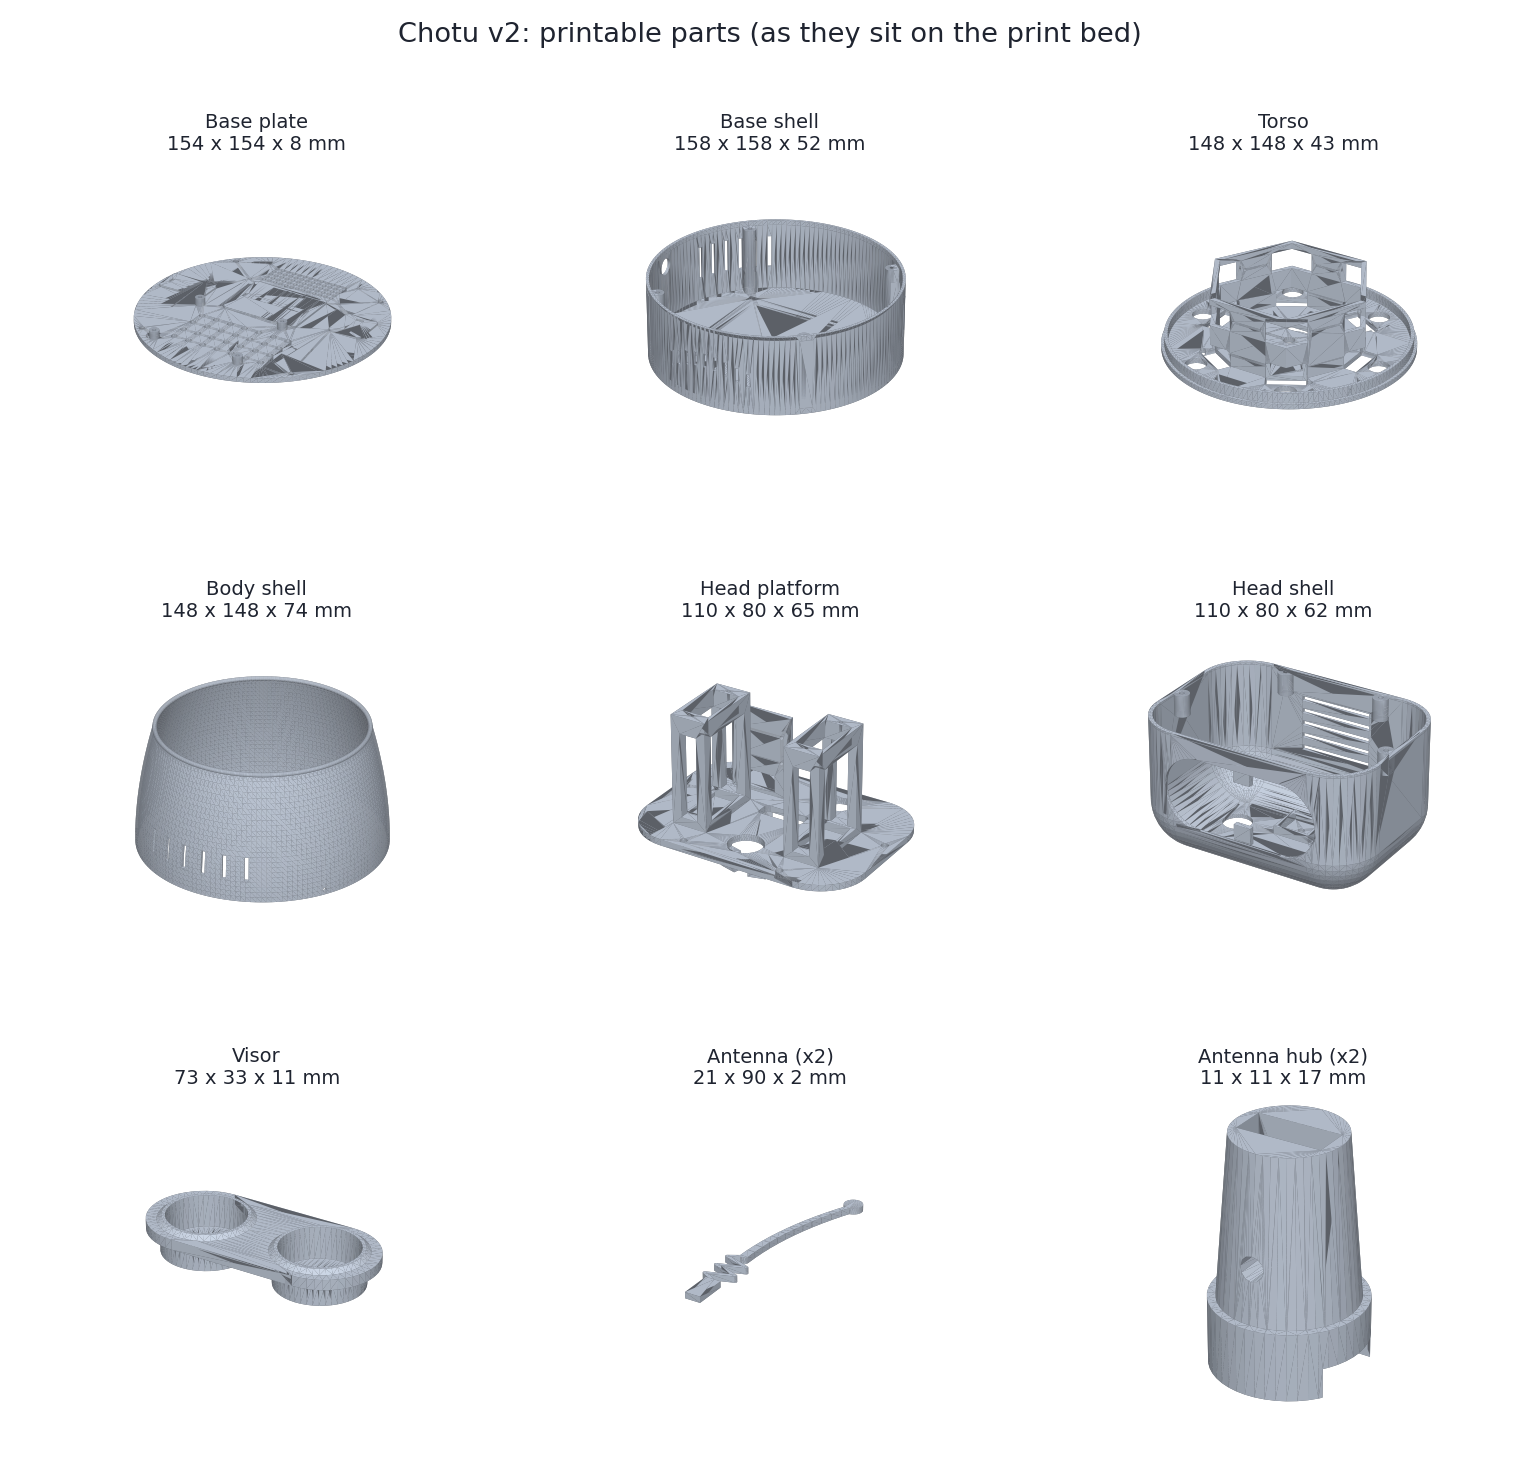 Chotu v2: printable parts (as they sit on the print bed)
Base plate
154 x 154 x 8 mm
Base shell
158 x 158 x 52 mm
Torso
148 x 148 x 43 mm
Body shell
148 x 148 x 74 mm
Head platform
110 x 80 x 65 mm
Head shell
110 x 80 x 62 mm
Visor
73 x 33 x 11 mm
Antenna (x2)
21 x 90 x 2 mm
Antenna hub (x2)
11 x 11 x 17 mm